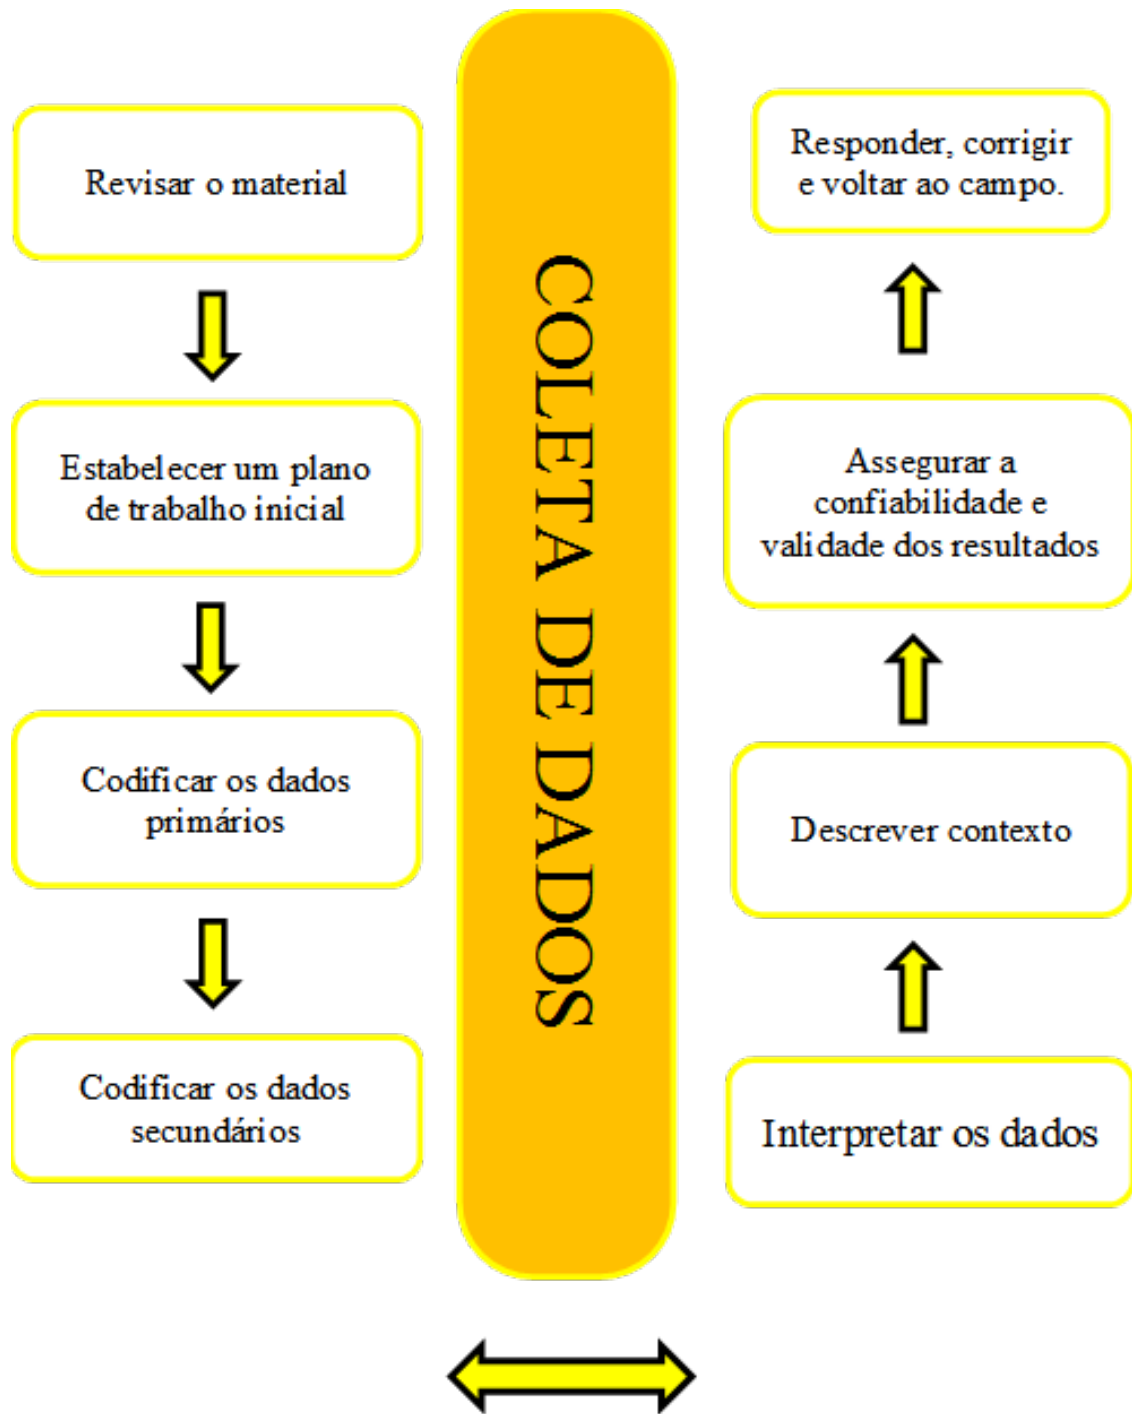 Revisar o material
Estabelecer um plano
de trabalho inicial
Codificar os dados
primários
Codificar os dados
secundários
COLETA DE DADOS
Responder, corrigir
e voltar ao campo.
Assegurar a
confiabilidade e
validade dos resultados
Descrever contexto
Interpretar os dados